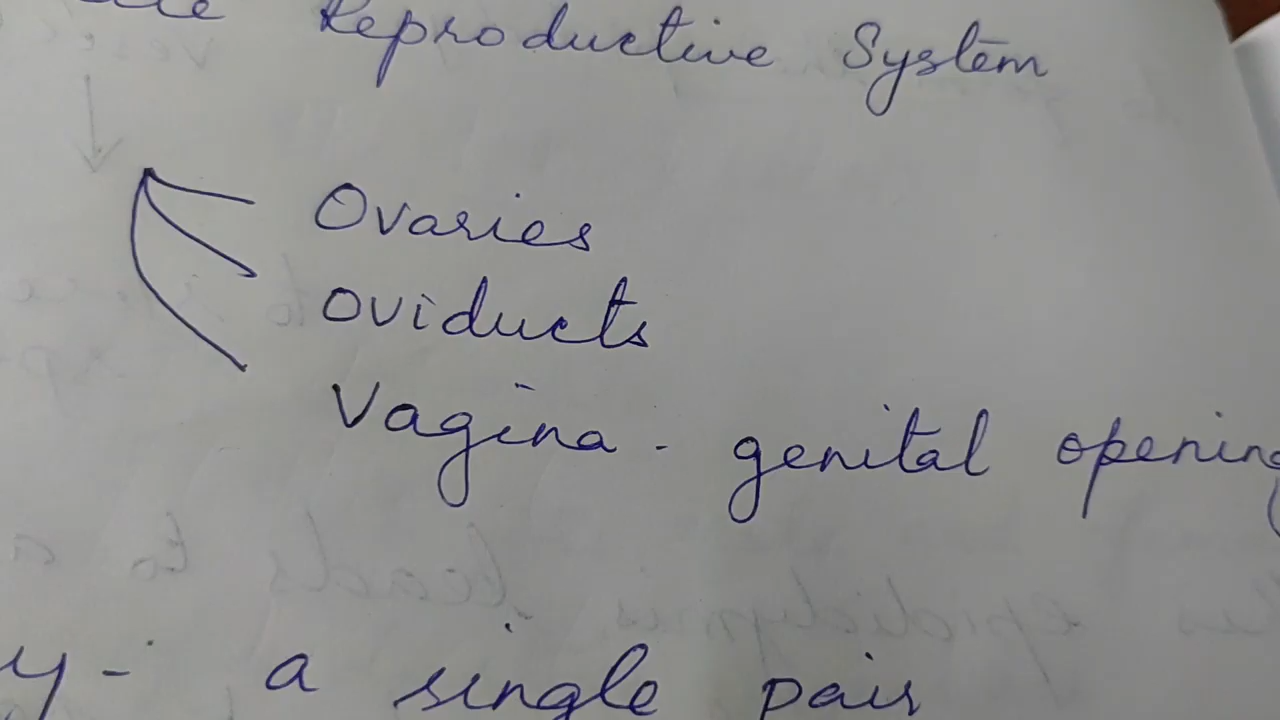 Reproductive System
Ovaries
Oviducts
Vagina - genital opening
a single pair